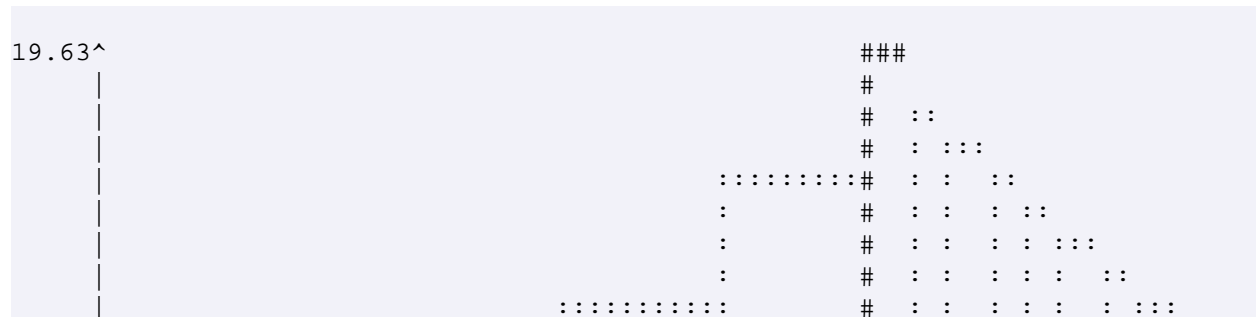 19.63^                                                ###
     |                                                #
     |                                                #  ::
     |                                                #  : :::
     |                                       :::::::::#  : :  ::
     |                                       :        #  : :  : ::
     |                                       :        #  : :  : : :::
     |                                       :        #  : :  : : :  ::
     |                             :::::::::::        #  : :  : : :  : :::